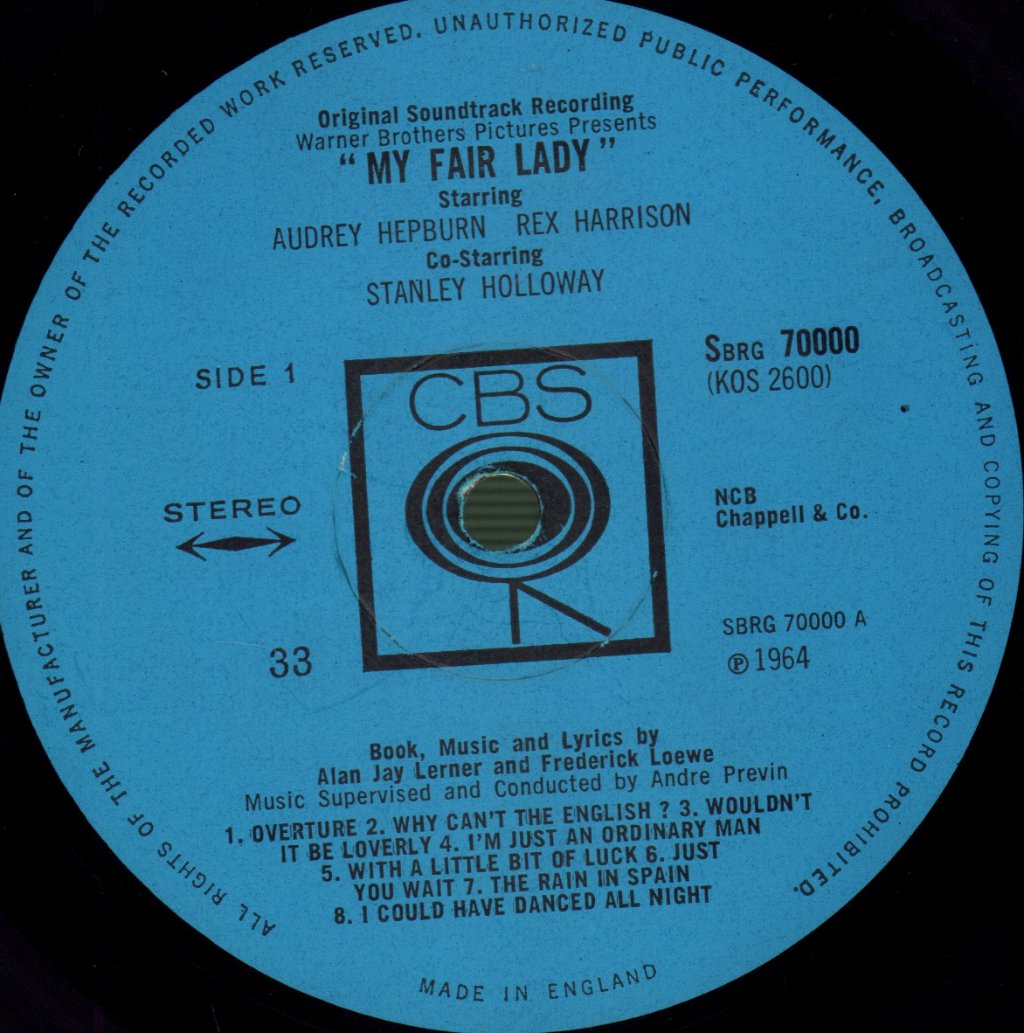 ALL RIGHTS OF THE MANUFACTURER AND OF THE OWNER OF THE RECORDED WORK RESERVED. UNAUTHORIZED PUBLIC PERFORMANCE, BROADCASTING AND COPYING OF THIS RECORD PROHIBITED.
Original Soundtrack Recording
Warner Brothers Pictures Presents
"MY FAIR LADY"
Starring
AUDREY HEPBURN REX HARRISON
Co-Starring
STANLEY HOLLOWAY
SIDE 1
CBS
SBRG 70000
(KOS 2600)
STEREO
NCB
Chappell & Co.
33
SBRG 70000 A
℗ 1964
Book, Music and Lyrics by
Alan Jay Lerner and Frederick Loewe
Music Supervised and Conducted by Andre Previn
1. OVERTURE 2. WHY CAN'T THE ENGLISH ? 3. WOULDN'T
IT BE LOVERLY 4. I'M JUST AN ORDINARY MAN
5. WITH A LITTLE BIT OF LUCK 6. JUST
YOU WAIT 7. THE RAIN IN SPAIN
8. I COULD HAVE DANCED ALL NIGHT
MADE IN ENGLAND